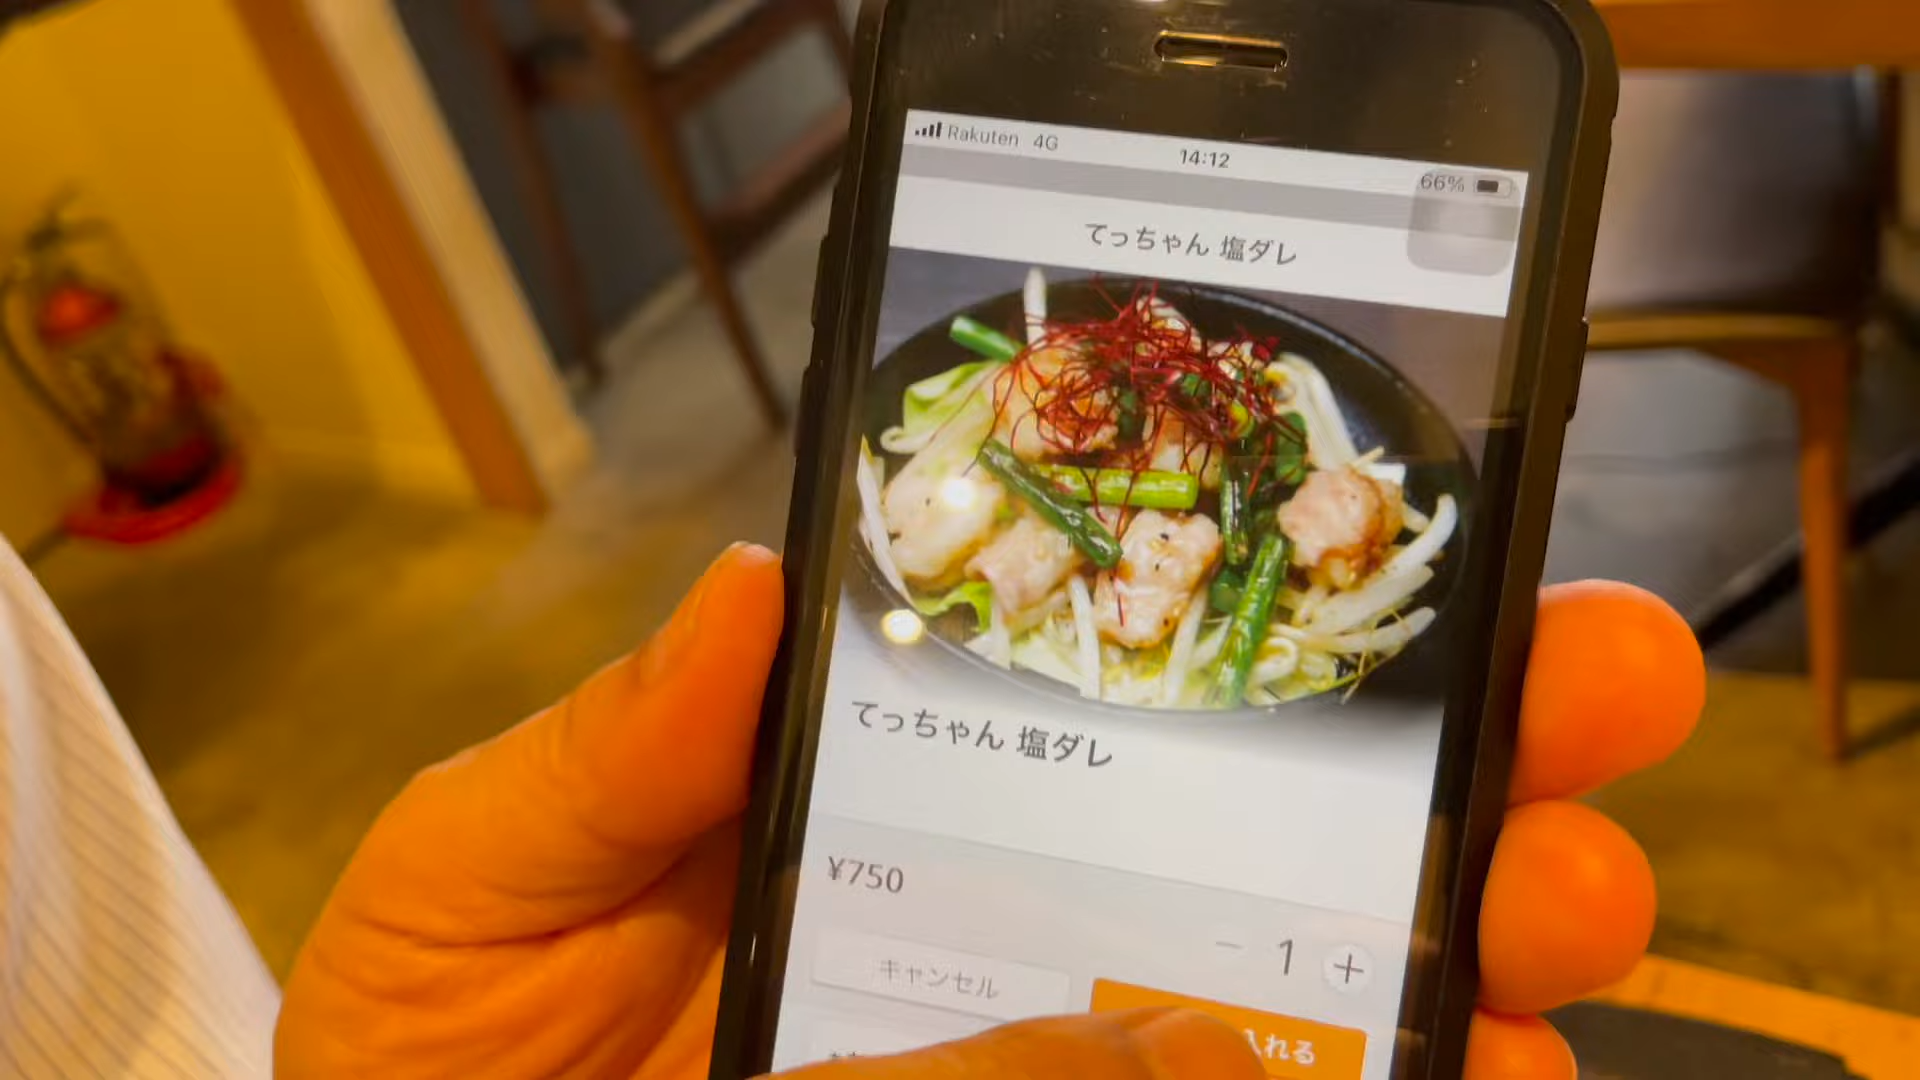 Rakuten 4G 14:12 66%
てっちゃん 塩ダレ
てっちゃん 塩ダレ
¥750
− 1 +
キャンセル
入れる